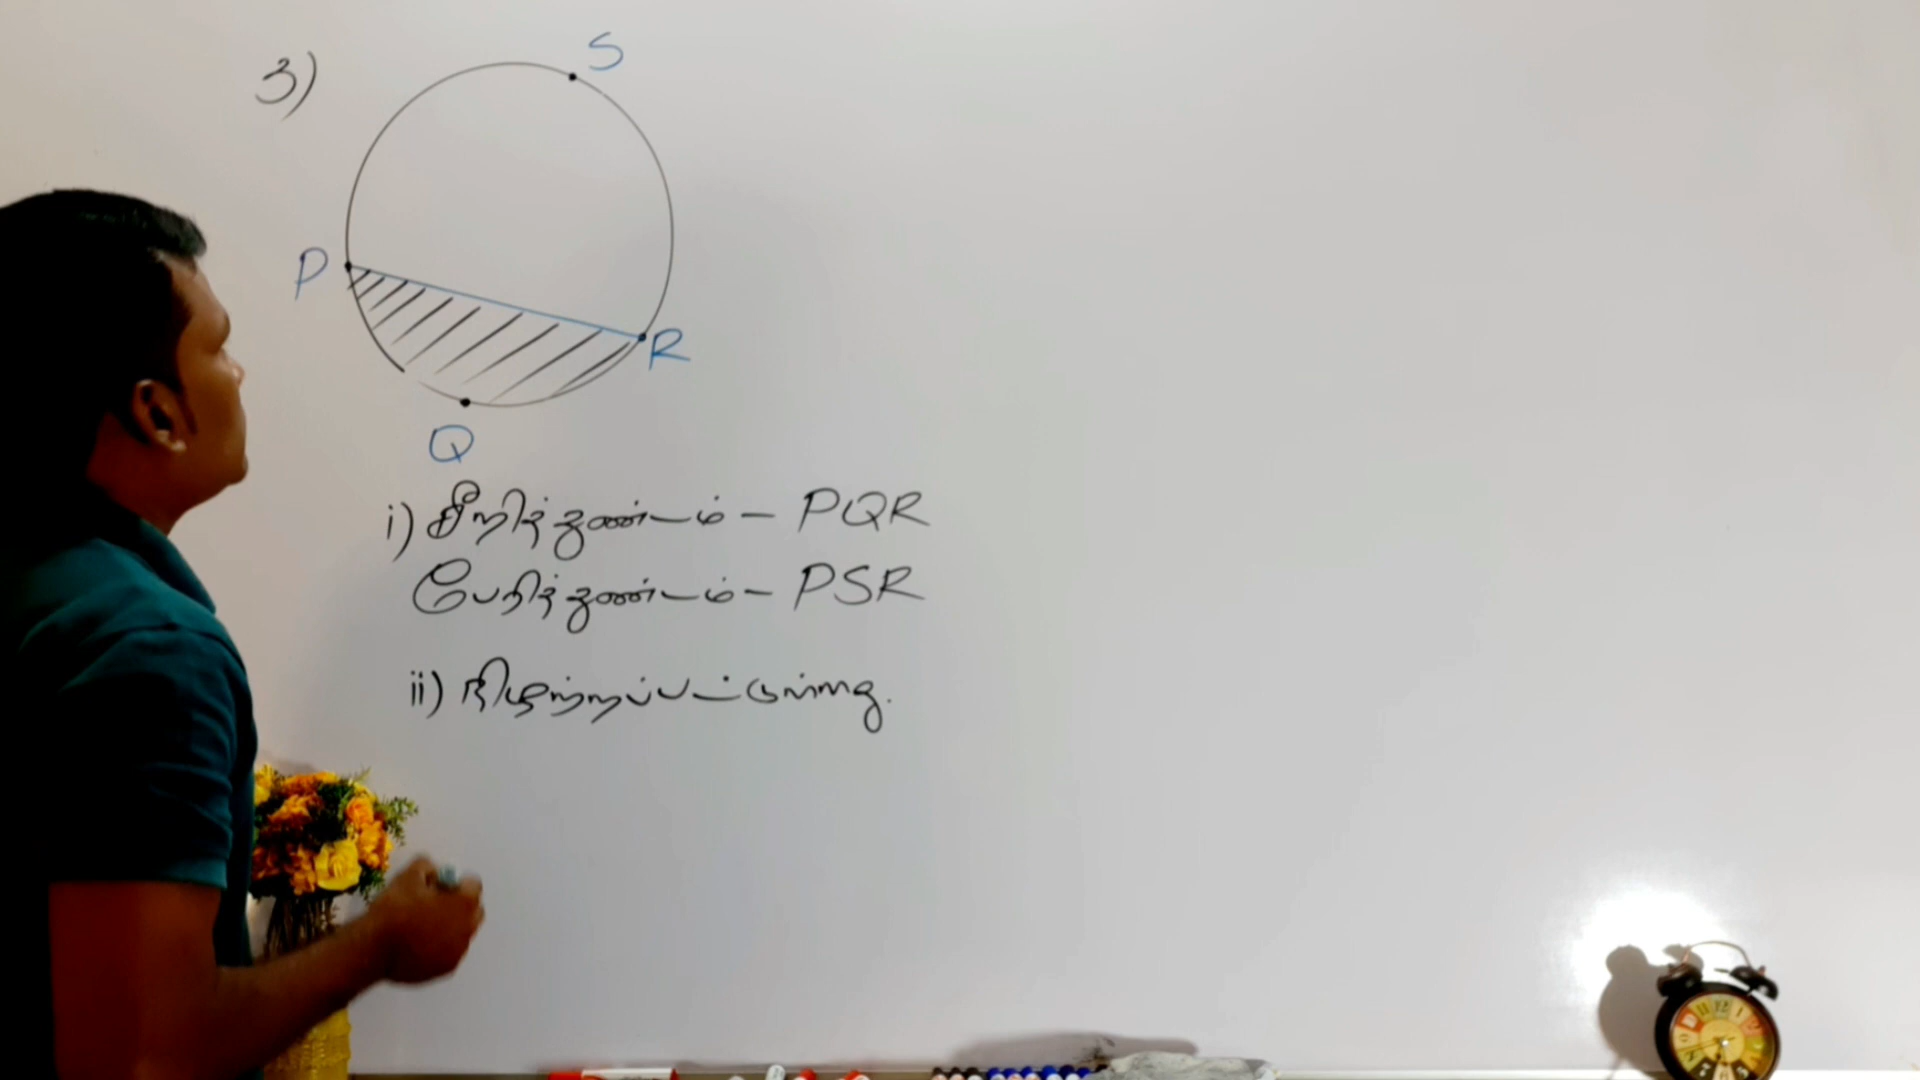 3)
S
P
R
Q
i) சீறித்துண்டம் – PQR
பேறித்துண்டம் – PSR
ii) நிழற்றப்பட்டுள்ளது.